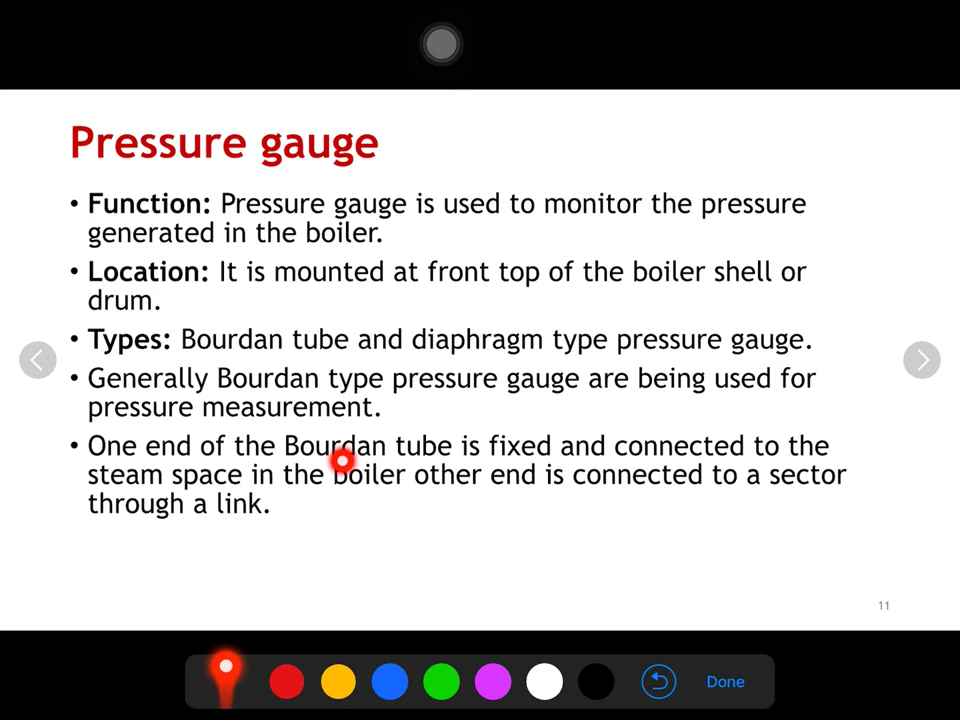 Pressure gauge
• Function: Pressure gauge is used to monitor the pressure
generated in the boiler.
• Location: It is mounted at front top of the boiler shell or
drum.
• Types: Bourdan tube and diaphragm type pressure gauge.
• Generally Bourdan type pressure gauge are being used for
pressure measurement.
• One end of the Bourdan tube is fixed and connected to the
steam space in the boiler other end is connected to a sector
through a link.
11
Done